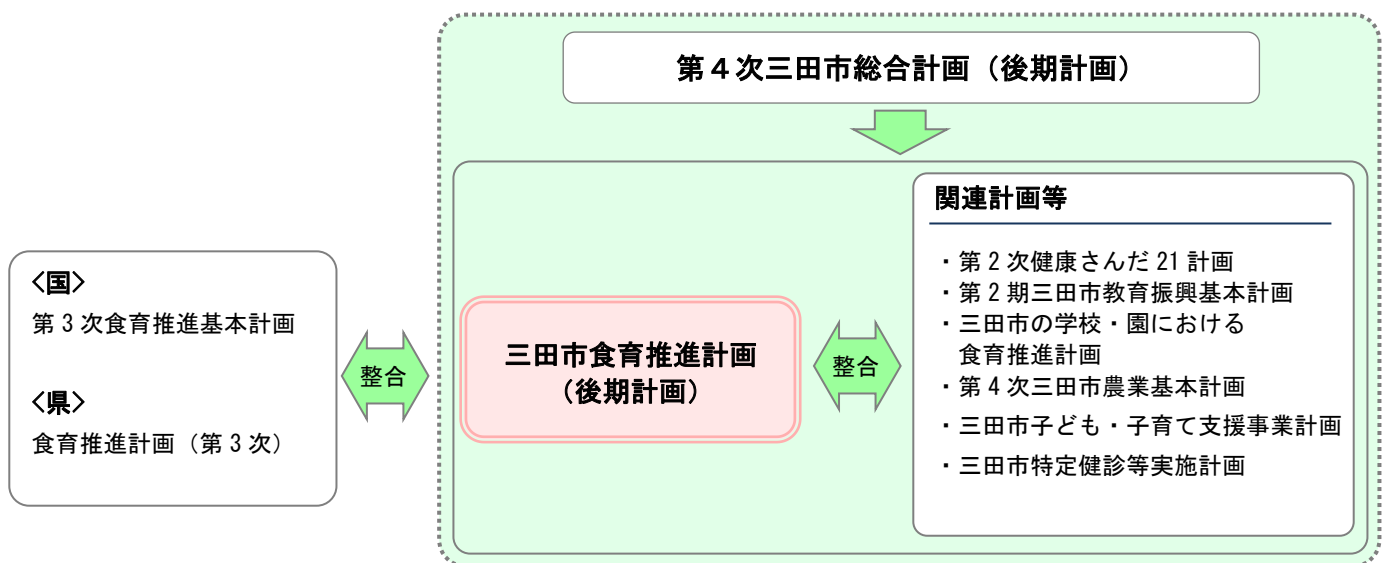 第４次三田市総合計画（後期計画）
関連計画等
・第２次健康さんだ 21 計画
・第２期三田市教育振興基本計画
・三田市の学校・園における
食育推進計画
・第４次三田市農業基本計画
・三田市子ども・子育て支援事業計画
・三田市特定健診等実施計画
〈国〉
第３次食育推進基本計画
〈県〉
食育推進計画（第３次）
整合
三田市食育推進計画
（後期計画）
整合